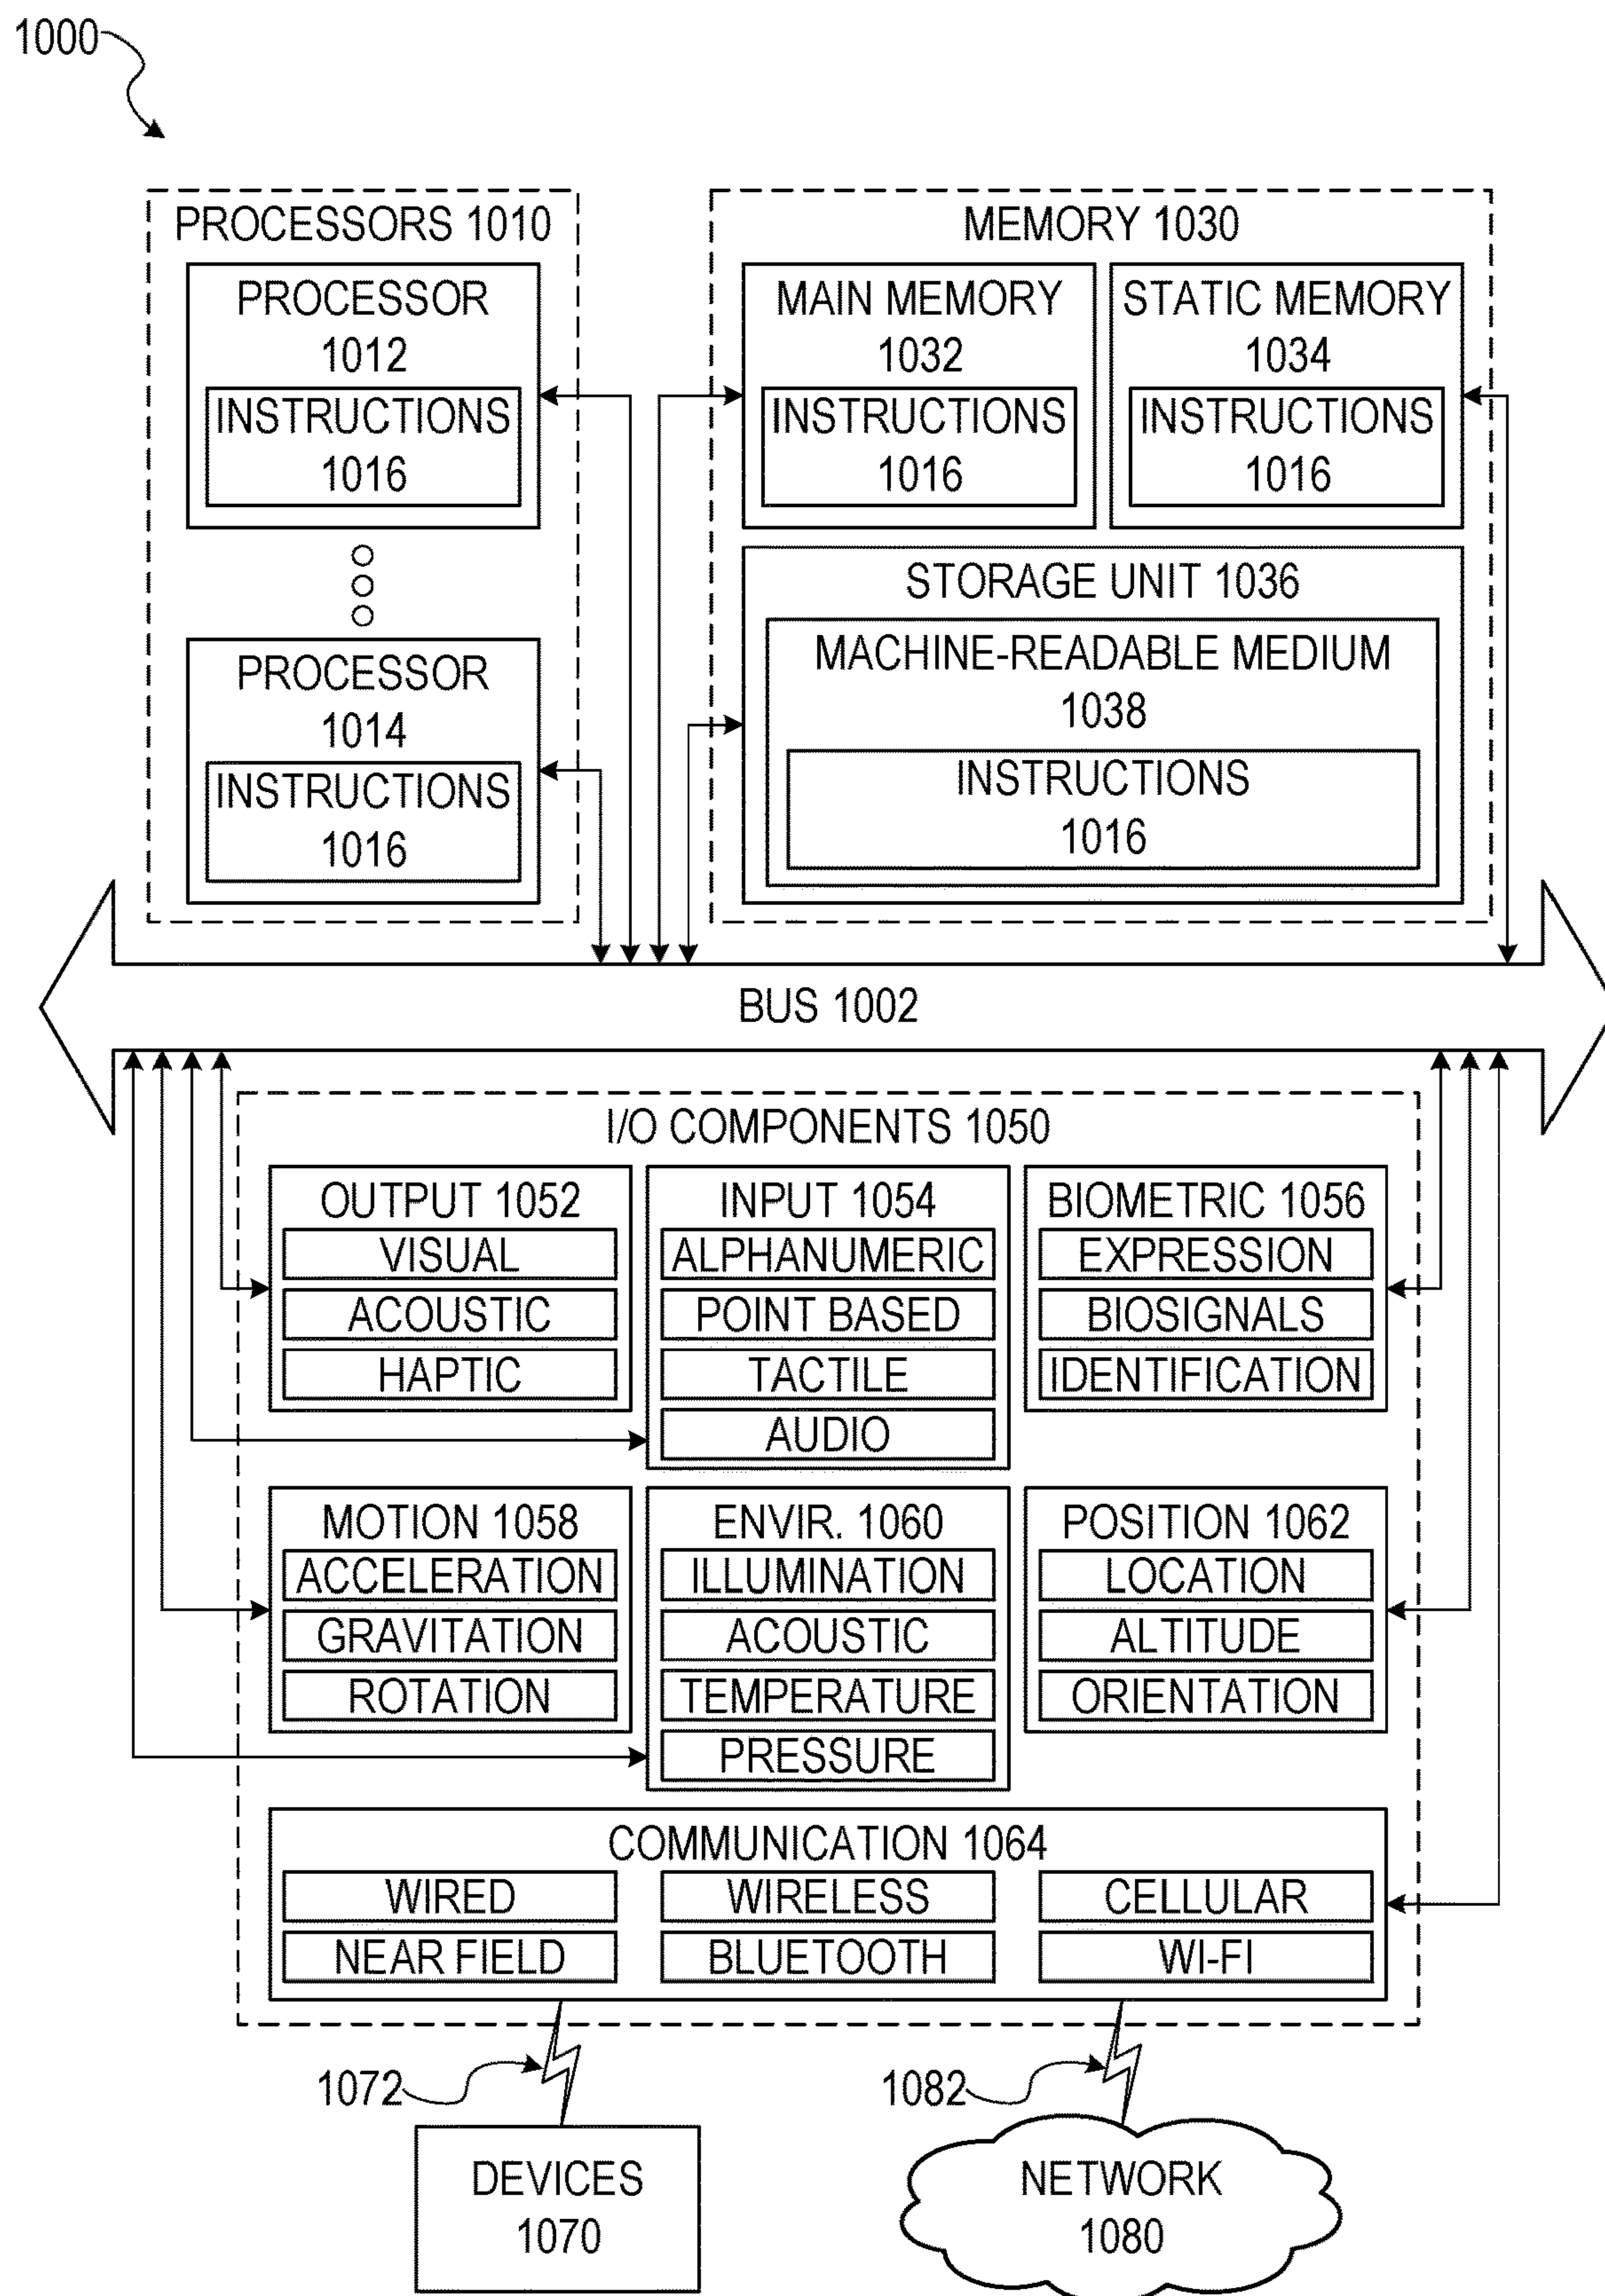 1000
PROCESSORS 1010
PROCESSOR
1012
INSTRUCTIONS
1016
PROCESSOR
1014
INSTRUCTIONS
1016
MEMORY 1030
MAIN MEMORY
1032
INSTRUCTIONS
1016
STATIC MEMORY
1034
INSTRUCTIONS
1016
STORAGE UNIT 1036
MACHINE-READABLE MEDIUM
1038
INSTRUCTIONS
1016
BUS 1002
I/O COMPONENTS 1050
OUTPUT 1052
VISUAL
ACOUSTIC
HAPTIC
INPUT 1054
ALPHANUMERIC
POINT BASED
TACTILE
AUDIO
BIOMETRIC 1056
EXPRESSION
BIOSIGNALS
IDENTIFICATION
MOTION 1058
ACCELERATION
GRAVITATION
ROTATION
ENVIR. 1060
ILLUMINATION
ACOUSTIC
TEMPERATURE
PRESSURE
POSITION 1062
LOCATION
ALTITUDE
ORIENTATION
COMMUNICATION 1064
WIRED
WIRELESS
CELLULAR
NEAR FIELD
BLUETOOTH
WI-FI
1072
1082
DEVICES
1070
NETWORK
1080